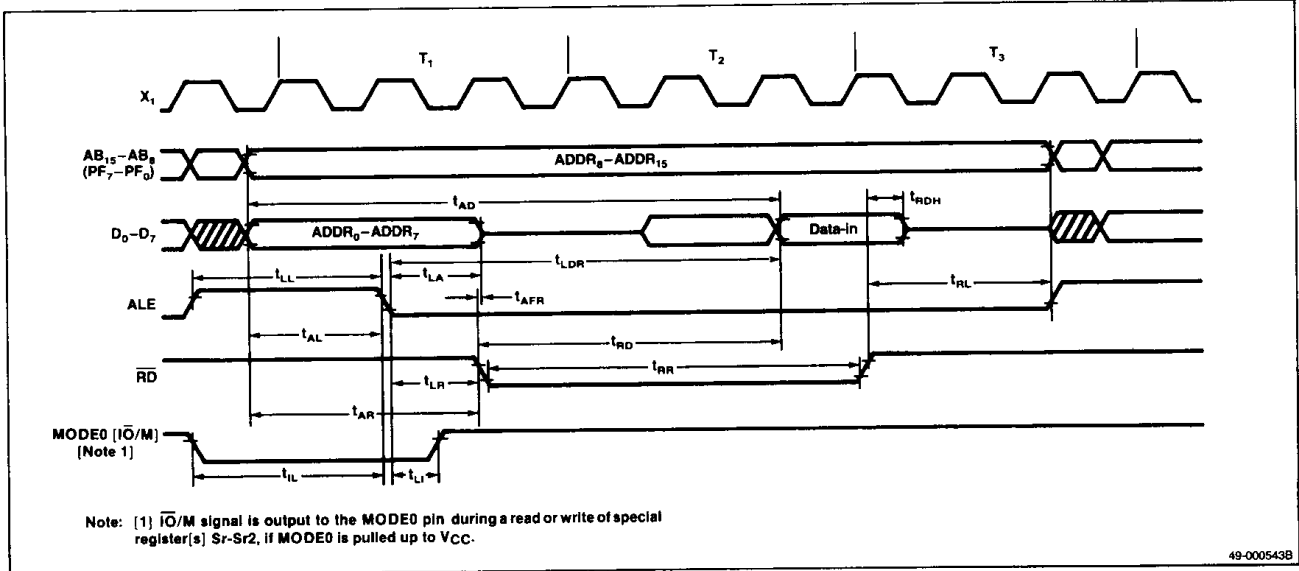 T₁ T₂ T₃
X₁
AB₁₅–AB₈
(PF₇–PF₀)
ADDR₈–ADDR₁₅
tAD
tRDH
D₀–D₇
ADDR₀–ADDR₇
Data-in
tLL
tLA
tLDR
tAFR
tRL
ALE
tAL
tRD
R̅D̅
tLR
tRR
tAR
MODE0 [I̅O̅/M]
[Note 1]
tIL
tLI
Note: [1] I̅O̅/M signal is output to the MODE0 pin during a read or write of special
register[s] Sr-Sr2, if MODE0 is pulled up to VCC.
49-000543B